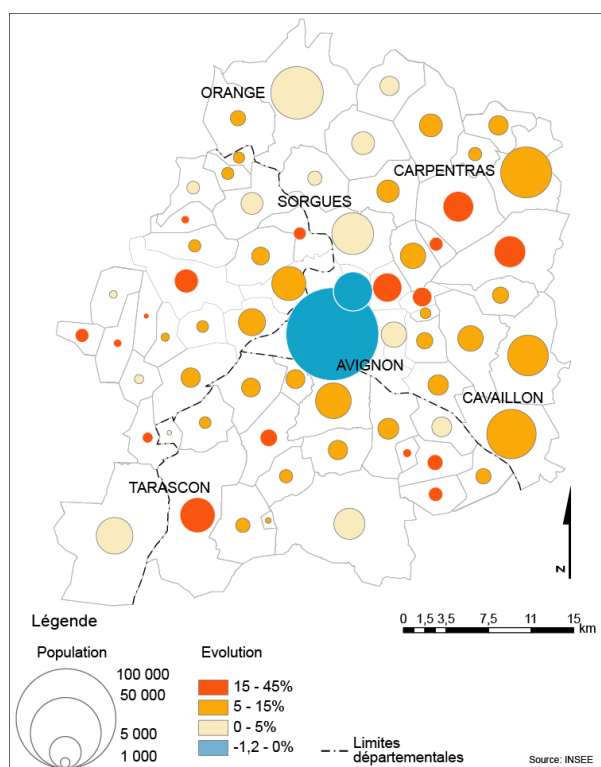 ORANGE
CARPENTRAS
SORGUES
AVIGNON
CAVAILLON
TARASCON
N
Légende
0 1,5 3,5 7,5 11 15
km
Population
Evolution
100 000
50 000
5 000
1 000
15 - 45%
5 - 15%
0 - 5%
-1,2 - 0%
Limites
départementales
Source: INSEE